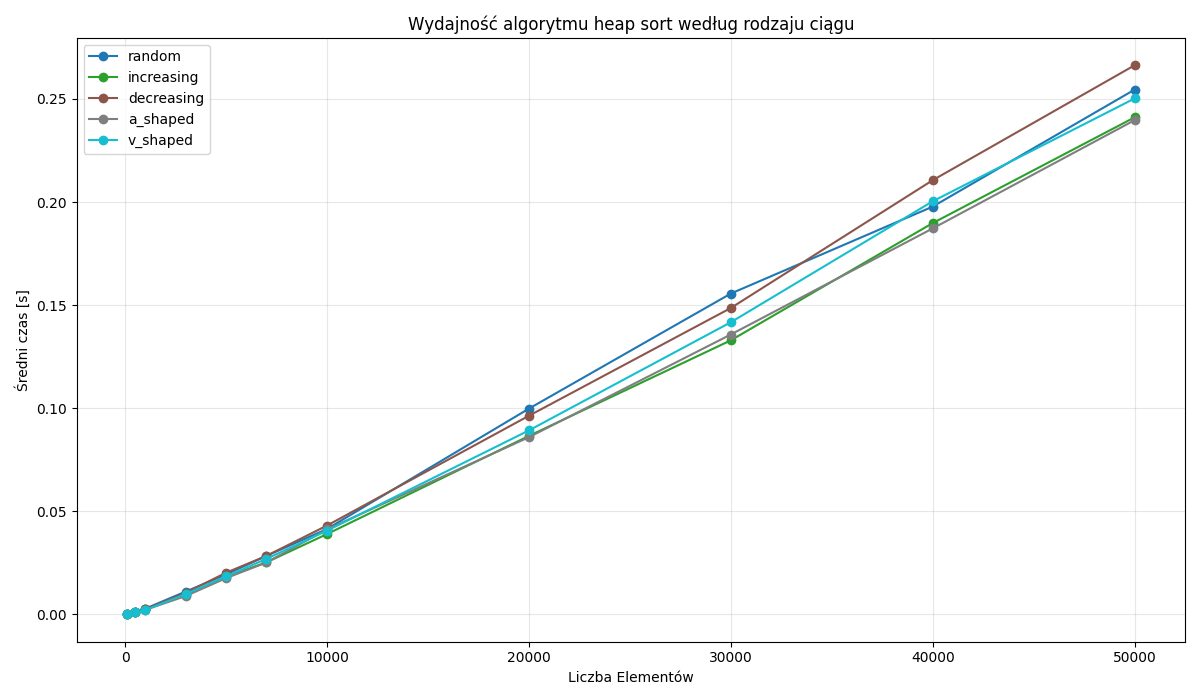 Wydajność algorytmu heap sort według rodzaju ciągu
random
increasing
decreasing
a_shaped
v_shaped
0.25
0.20
0.15
0.10
0.05
0.00
Średni czas [s]
0
10000
20000
30000
40000
50000
Liczba Elementów